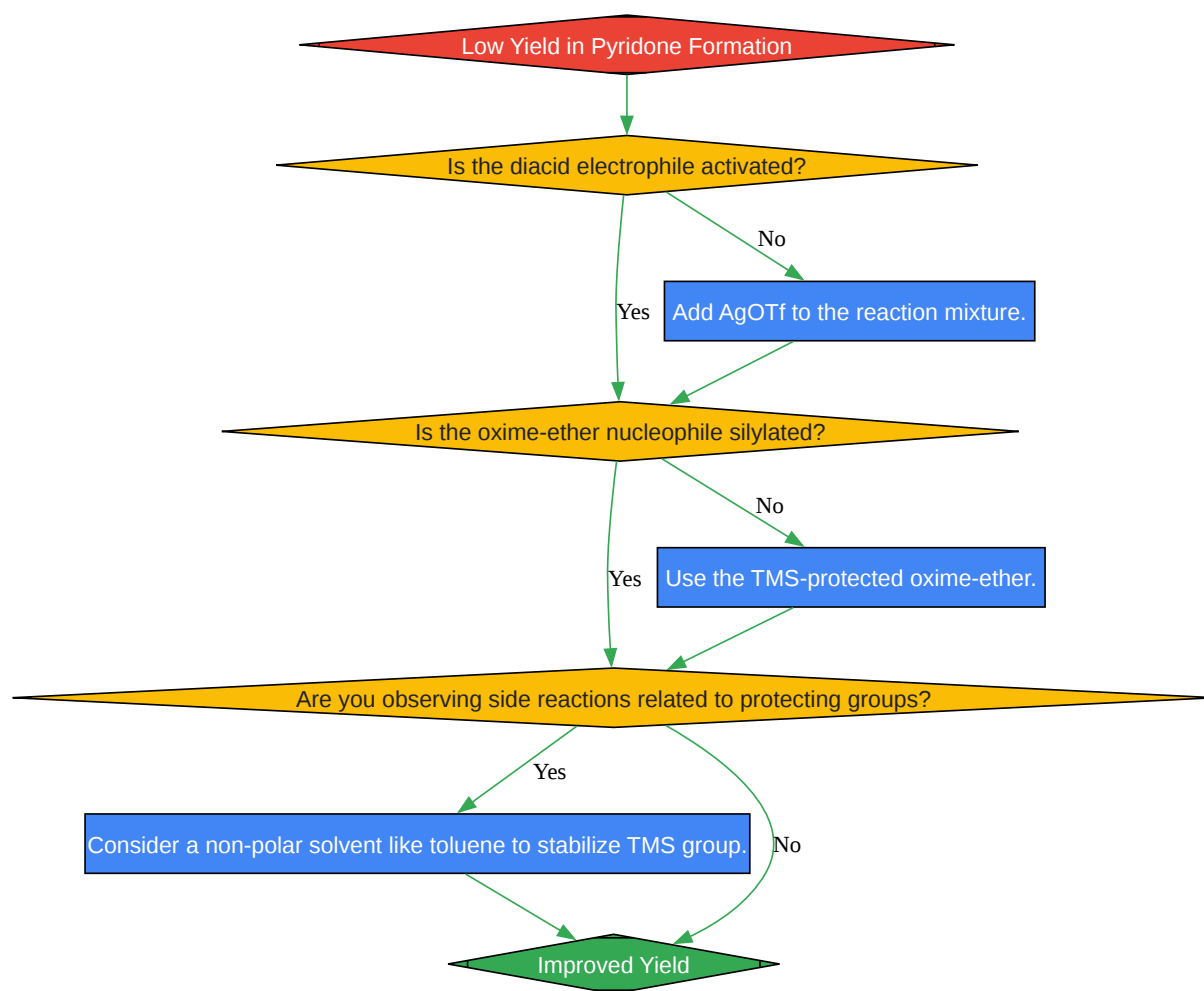 Low Yield in Pyridone Formation
Is the diacid electrophile activated?
No
Yes
Add AgOTf to the reaction mixture.
Is the oxime-ether nucleophile silylated?
No
Yes
Use the TMS-protected oxime-ether.
Are you observing side reactions related to protecting groups?
Yes
Consider a non-polar solvent like toluene to stabilize TMS group.
No
Improved Yield